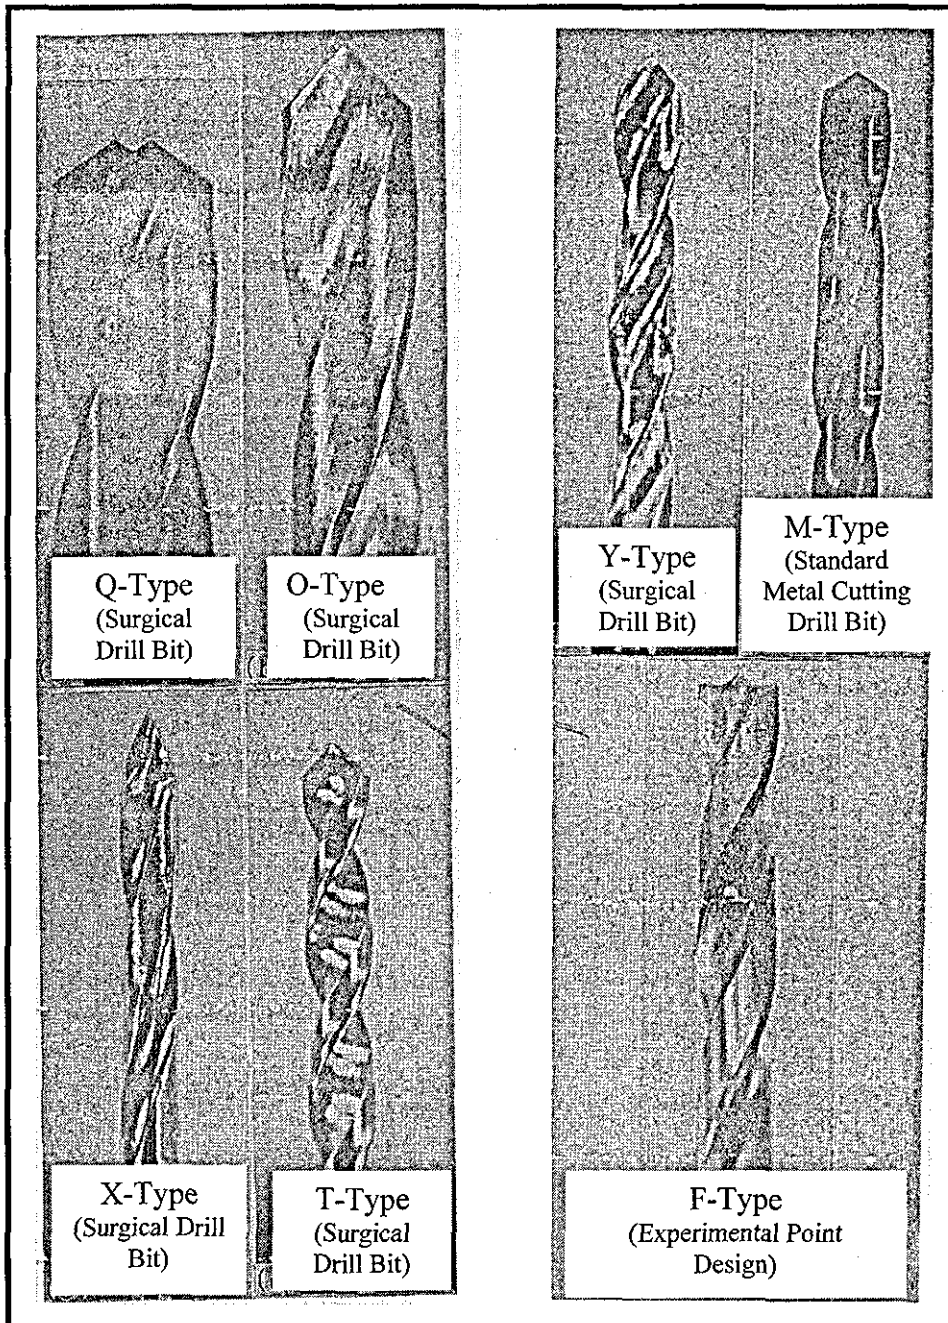 Q-Type
(Surgical
Drill Bit)
O-Type
(Surgical
Drill Bit)
Y-Type
(Surgical
Drill Bit)
M-Type
(Standard
Metal Cutting
Drill Bit)
X-Type
(Surgical Drill
Bit)
T-Type
(Surgical
Drill Bit)
F-Type
(Experimental Point
Design)